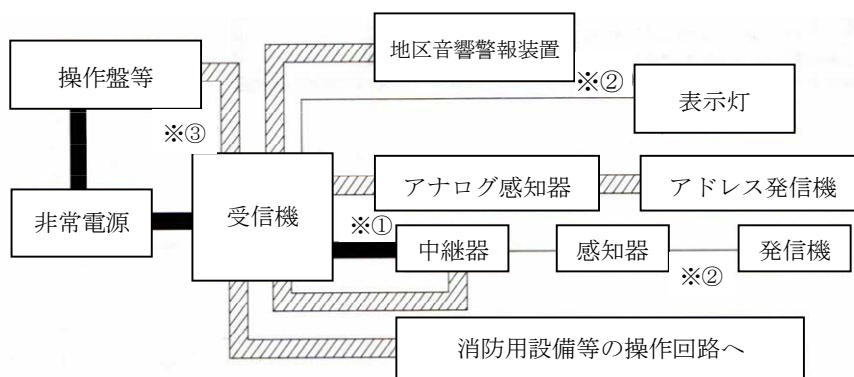 地区音響警報装置
操作盤等
※②
表示灯
※③
アナログ感知器
アドレス発信機
非常電源
受信機
※①
中継器
感知器
発信機
※②
消防用設備等の操作回路へ